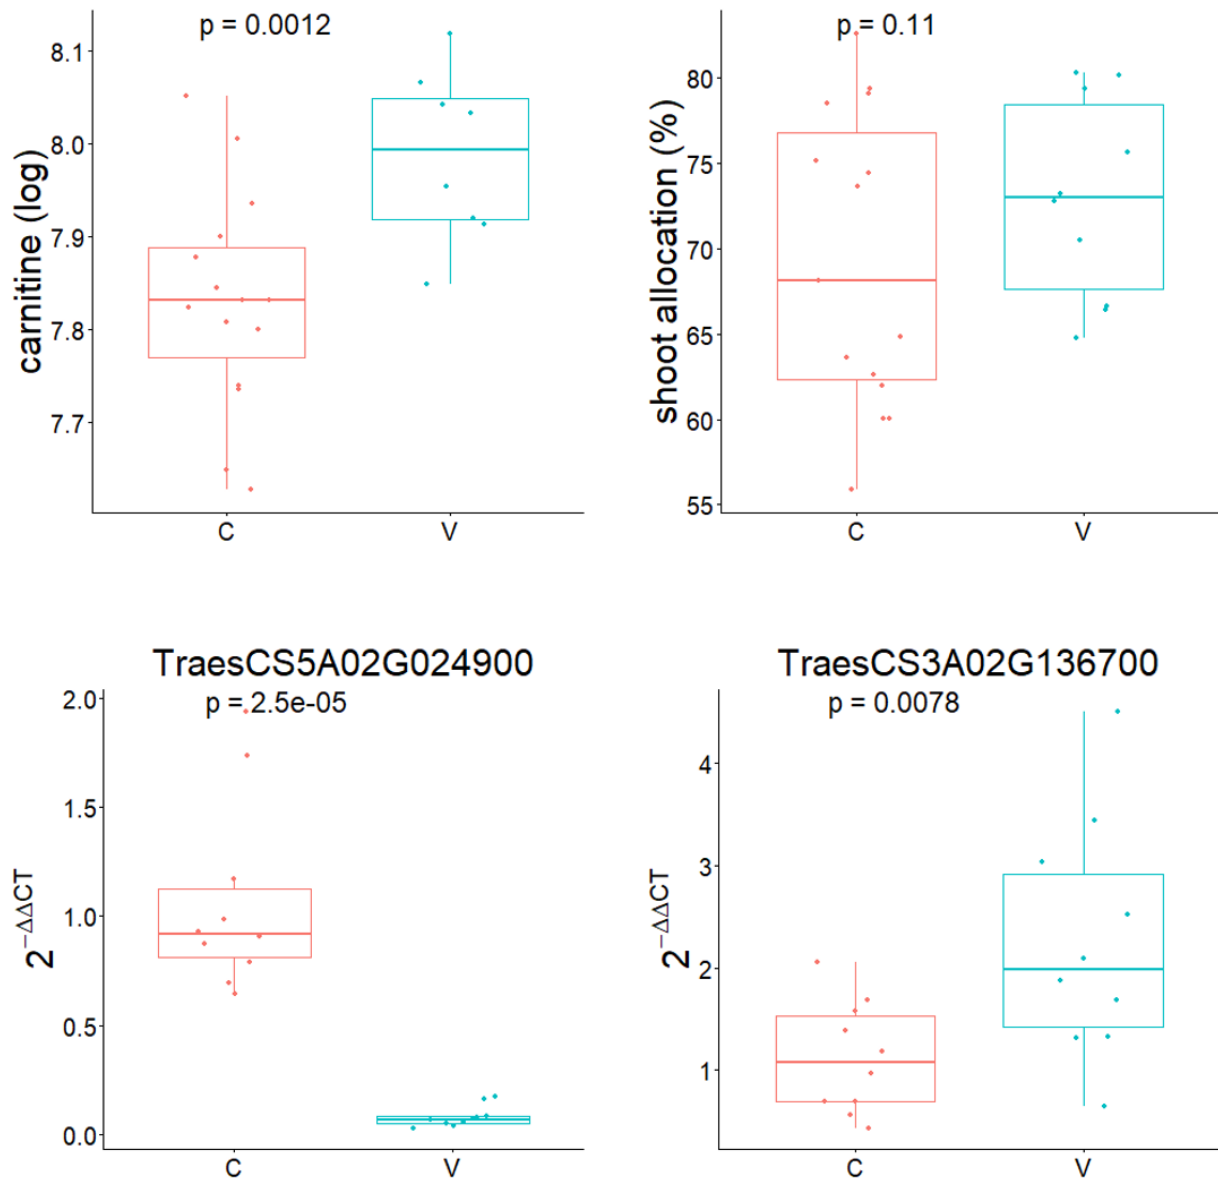 p = 0.0012
carnitine (log)
8.1
8.0
7.9
7.8
7.7
C
V
p = 0.11
shoot allocation (%)
80
75
70
65
60
55
C
V
TraesCS5A02G024900
p = 2.5e-05
2^−ΔΔCT
2.0
1.5
1.0
0.5
0.0
C
V
TraesCS3A02G136700
p = 0.0078
2^−ΔΔCT
4
3
2
1
C
V